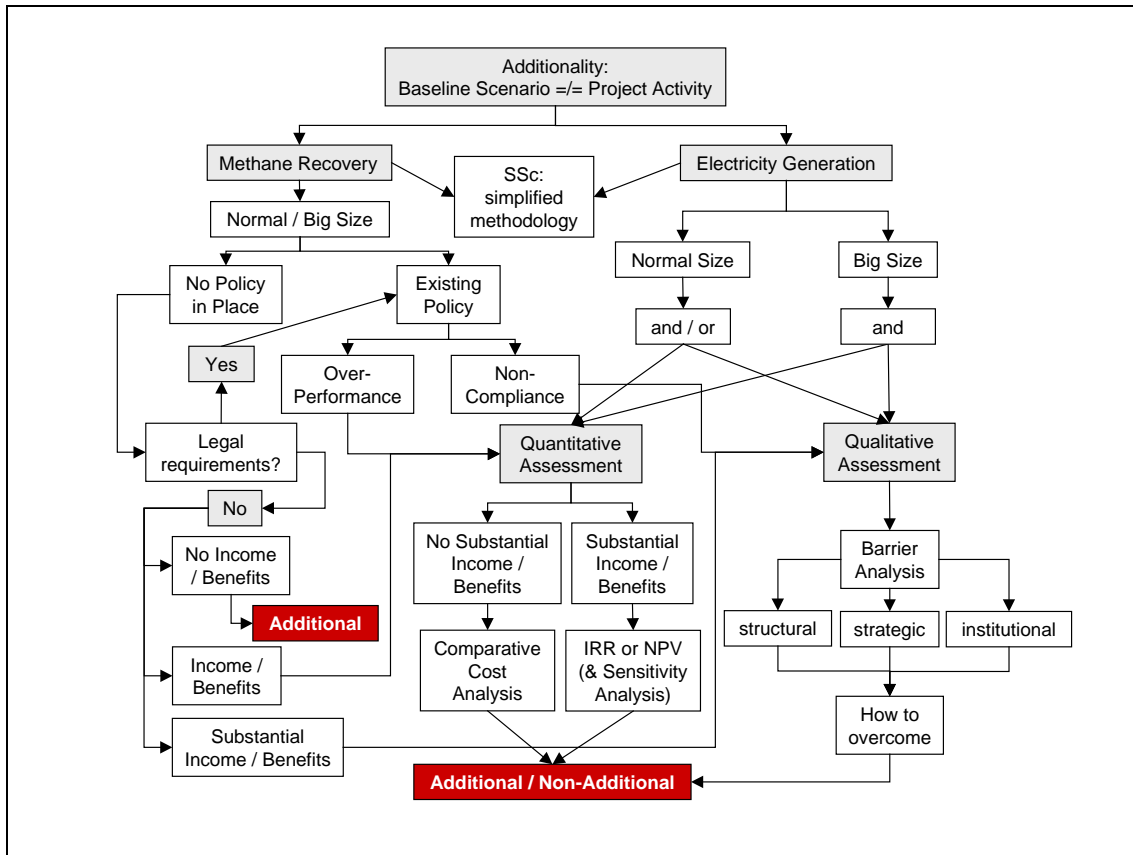 Additionality:
Baseline Scenario =/= Project Activity
Methane Recovery
SSc:
simplified
methodology
Electricity Generation
Normal / Big Size
Normal Size
Big Size
No Policy
in Place
Existing
Policy
and / or
and
Yes
Over-
Performance
Non-
Compliance
Legal
requirements?
Quantitative
Assessment
Qualitative
Assessment
No
No Income
/ Benefits
No Substantial
Income /
Benefits
Substantial
Income /
Benefits
Barrier
Analysis
Additional
structural
strategic
institutional
Income /
Benefits
Comparative
Cost
Analysis
IRR or NPV
(& Sensitivity
Analysis)
How to
overcome
Substantial
Income / Benefits
Additional / Non-Additional